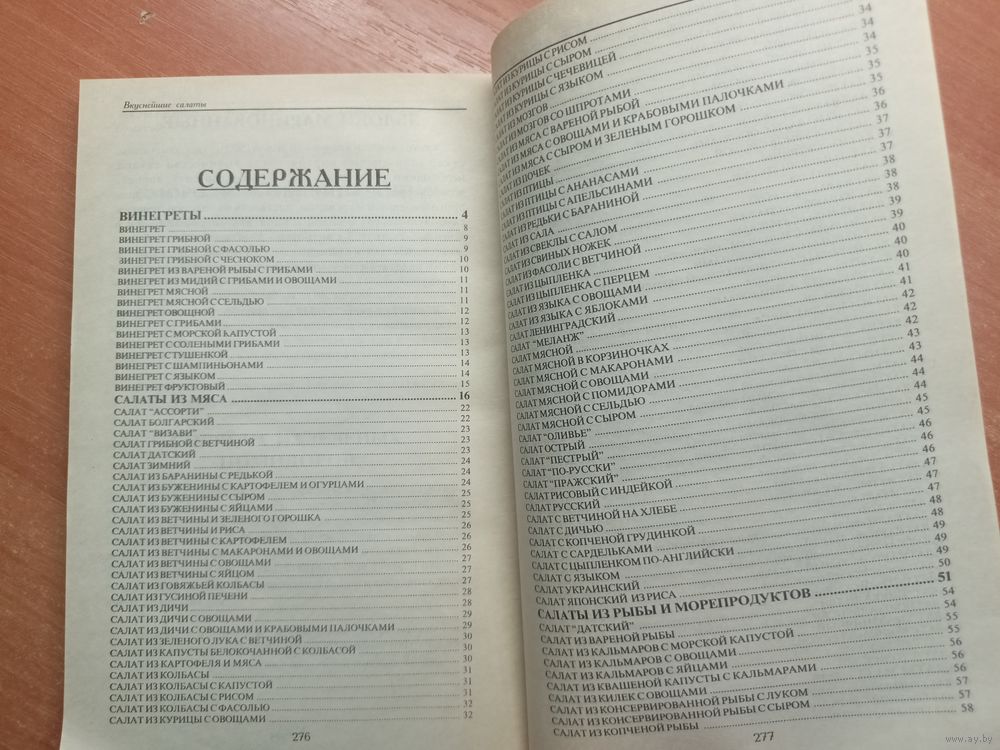 Вкуснейшие салаты
СОДЕРЖАНИЕ
ВИНЕГРЕТЫ 4
ВИНЕГРЕТ 8
ВИНЕГРЕТ ГРИБНОЙ 9
ВИНЕГРЕТ ГРИБНОЙ С ФАСОЛЬЮ 9
ВИНЕГРЕТ ГРИБНОЙ С ЧЕСНОКОМ 10
ВИНЕГРЕТ ИЗ ВАРЕНОЙ РЫБЫ С ГРИБАМИ 10
ВИНЕГРЕТ ИЗ МИДИЙ С ГРИБАМИ И ОВОЩАМИ 11
ВИНЕГРЕТ МЯСНОЙ 11
ВИНЕГРЕТ МЯСНОЙ С СЕЛЬДЬЮ 11
ВИНЕГРЕТ ОВОЩНОЙ 12
ВИНЕГРЕТ С ГРИБАМИ 12
ВИНЕГРЕТ С МОРСКОЙ КАПУСТОЙ 13
ВИНЕГРЕТ С СОЛЕНЫМИ ГРИБАМИ 13
ВИНЕГРЕТ С ТУШЕНКОЙ 13
ВИНЕГРЕТ С ШАМПИНЬОНАМИ 14
ВИНЕГРЕТ С ЯЗЫКОМ 14
ВИНЕГРЕТ ФРУКТОВЫЙ 15
САЛАТЫ ИЗ МЯСА 16
САЛАТ "АССОРТИ" 22
САЛАТ БОЛГАРСКИЙ 22
САЛАТ "ВИЗАВИ" 23
САЛАТ ГРИБНОЙ С ВЕТЧИНОЙ 23
САЛАТ ДАТСКИЙ 23
САЛАТ ЗИМНИЙ 24
САЛАТ ИЗ БАРАНИНЫ С РЕДЬКОЙ 24
САЛАТ ИЗ БУЖЕНИНЫ С КАРТОФЕЛЕМ И ОГУРЦАМИ 24
САЛАТ ИЗ БУЖЕНИНЫ С СЫРОМ 25
САЛАТ ИЗ БУЖЕНИНЫ С ЯЙЦАМИ 25
САЛАТ ИЗ ВЕТЧИНЫ И ЗЕЛЕНОГО ГОРОШКА 25
САЛАТ ИЗ ВЕТЧИНЫ И РИСА 26
САЛАТ ИЗ ВЕТЧИНЫ С КАРТОФЕЛЕМ 26
САЛАТ ИЗ ВЕТЧИНЫ С МАКАРОНАМИ И ОВОЩАМИ 26
САЛАТ ИЗ ВЕТЧИНЫ С ОВОЩАМИ 27
САЛАТ ИЗ ВЕТЧИНЫ С ЯЙЦОМ 27
САЛАТ ИЗ ГОВЯЖЬЕЙ КОЛБАСЫ 27
САЛАТ ИЗ ГУСИНОЙ ПЕЧЕНИ 28
САЛАТ ИЗ ДИЧИ 28
САЛАТ ИЗ ДИЧИ С ОВОЩАМИ 29
САЛАТ ИЗ ДИЧИ С ОВОЩАМИ И КРАБОВЫМИ ПАЛОЧКАМИ 29
САЛАТ ИЗ ЗЕЛЕНОГО ЛУКА С ВЕТЧИНОЙ 30
САЛАТ ИЗ КАПУСТЫ БЕЛОКОЧАННОЙ С КОЛБАСОЙ 30
САЛАТ ИЗ КАРТОФЕЛЯ И МЯСА 30
САЛАТ ИЗ КОЛБАСЫ 31
САЛАТ ИЗ КОЛБАСЫ С КАПУСТОЙ 31
САЛАТ ИЗ КОЛБАСЫ С РИСОМ 31
САЛАТ ИЗ КОЛБАСЫ С ФАСОЛЬЮ 32
САЛАТ ИЗ КУРИЦЫ С ОВОЩАМИ 32
276
САЛАТ ИЗ КУРИЦЫ С РИСОМ
САЛАТ ИЗ КУРИЦЫ С СЫРОМ
САЛАТ ИЗ КУРИЦЫ С ЧЕЧЕВИЦЕЙ
САЛАТ ИЗ КУРИЦЫ С ЯЗЫКОМ 34
САЛАТ ИЗ МОЗГОВ 34
САЛАТ ИЗ МОЗГОВ СО ШПРОТАМИ 34
САЛАТ ИЗ МЯСА С ВАРЕНОЙ РЫБОЙ 35
САЛАТ ИЗ МЯСА С ОВОЩАМИ И КРАБОВЫМИ ПАЛОЧКАМИ 35
САЛАТ ИЗ МЯСА С СЫРОМ И ЗЕЛЕНЫМ ГОРОШКОМ 35
САЛАТ ИЗ ПОЧЕК 36
САЛАТ ИЗ ПТИЦЫ 36
САЛАТ ИЗ ПТИЦЫ С АНАНАСАМИ 37
САЛАТ ИЗ ПТИЦЫ С АПЕЛЬСИНАМИ 37
САЛАТ ИЗ РЕДЬКИ С БАРАНИНОЙ 37
САЛАТ ИЗ САЛА 38
САЛАТ ИЗ СВЕКЛЫ С САЛОМ 38
САЛАТ ИЗ СВИНЫХ НОЖЕК 38
САЛАТ ИЗ ФАСОЛИ С ВЕТЧИНОЙ 39
САЛАТ ИЗ ЦЫПЛЕНКА 39
САЛАТ ИЗ ЦЫПЛЕНКА С ПЕРЦЕМ 40
САЛАТ ИЗ ЯЗЫКА С ОВОЩАМИ 40
САЛАТ ИЗ ЯЗЫКА С ЯБЛОКАМИ 40
САЛАТ ЛЕНИНГРАДСКИЙ 41
САЛАТ "МЕЛАНЖ" 41
САЛАТ МЯСНОЙ 42
САЛАТ МЯСНОЙ В КОРЗИНОЧКАХ 42
САЛАТ МЯСНОЙ С МАКАРОНАМИ 42
САЛАТ МЯСНОЙ С ОВОЩАМИ 43
САЛАТ МЯСНОЙ С ПОМИДОРАМИ 43
САЛАТ МЯСНОЙ С СЕЛЬДЬЮ 44
САЛАТ МЯСНОЙ С СЫРОМ 44
САЛАТ "ОЛИВЬЕ" 44
САЛАТ ОСТРЫЙ 45
САЛАТ "ПЕСТРЫЙ" 45
САЛАТ "ПО-РУССКИ" 46
САЛАТ "ПРАЖСКИЙ" 46
САЛАТ РИСОВЫЙ С ИНДЕЙКОЙ 46
САЛАТ РУССКИЙ 47
САЛАТ С ВЕТЧИНОЙ НА ХЛЕБЕ 47
САЛАТ С ДИЧЬЮ 47
САЛАТ С КОПЧЕНОЙ ГРУДИНКОЙ 48
САЛАТ С САРДЕЛЬКАМИ 48
САЛАТ С ЦЫПЛЕНКОМ ПО-АНГЛИЙСКИ 49
САЛАТ С ЯЗЫКОМ 49
САЛАТ УКРАИНСКИЙ 49
САЛАТ ЯПОНСКИЙ ИЗ РИСА 50
САЛАТЫ ИЗ РЫБЫ И МОРЕПРОДУКТОВ 51
САЛАТ "ДАТСКИЙ" 54
САЛАТ ИЗ ВАРЕНОЙ РЫБЫ 54
САЛАТ ИЗ КАЛЬМАРОВ С МОРСКОЙ КАПУСТОЙ 55
САЛАТ ИЗ КАЛЬМАРОВ С ОВОЩАМИ 55
САЛАТ ИЗ КАЛЬМАРОВ С ЯЙЦАМИ 56
САЛАТ ИЗ КВАШЕНОЙ КАПУСТЫ С КАЛЬМАРАМИ 56
САЛАТ ИЗ КИЛЕК С ОВОЩАМИ 56
САЛАТ ИЗ КОНСЕРВИРОВАННОЙ РЫБЫ С ЛУКОМ 57
САЛАТ ИЗ КОНСЕРВИРОВАННОЙ РЫБЫ С СЫРОМ 57
САЛАТ ИЗ КОПЧЕНОЙ РЫБЫ 58
277
www.ay.by